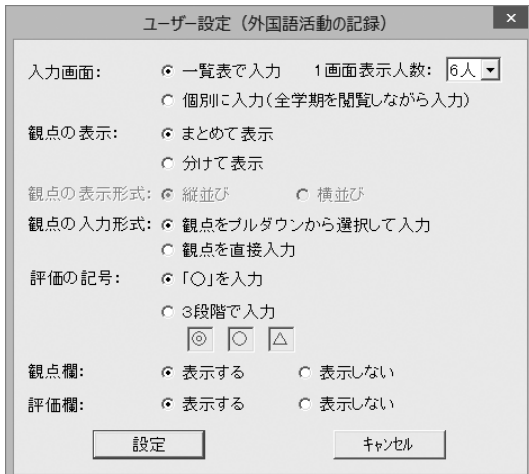 ユーザー設定（外国語活動の記録）
入力画面: 一覧表で入力 1画面表示人数: 6人
個別に入力(全学期を閲覧しながら入力)
観点の表示: まとめて表示
分けて表示
観点の表示形式: 縦並び 横並び
観点の入力形式: 観点をプルダウンから選択して入力
観点を直接入力
評価の記号: 「○」を入力
3段階で入力
◎ ○ △
観点欄: 表示する 表示しない
評価欄: 表示する 表示しない
設定 キャンセル